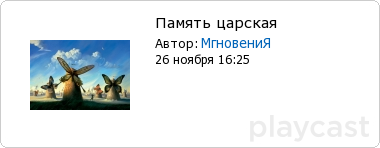 Память царская
Автор: МгновениЯ
26 ноября 16:25
playcast